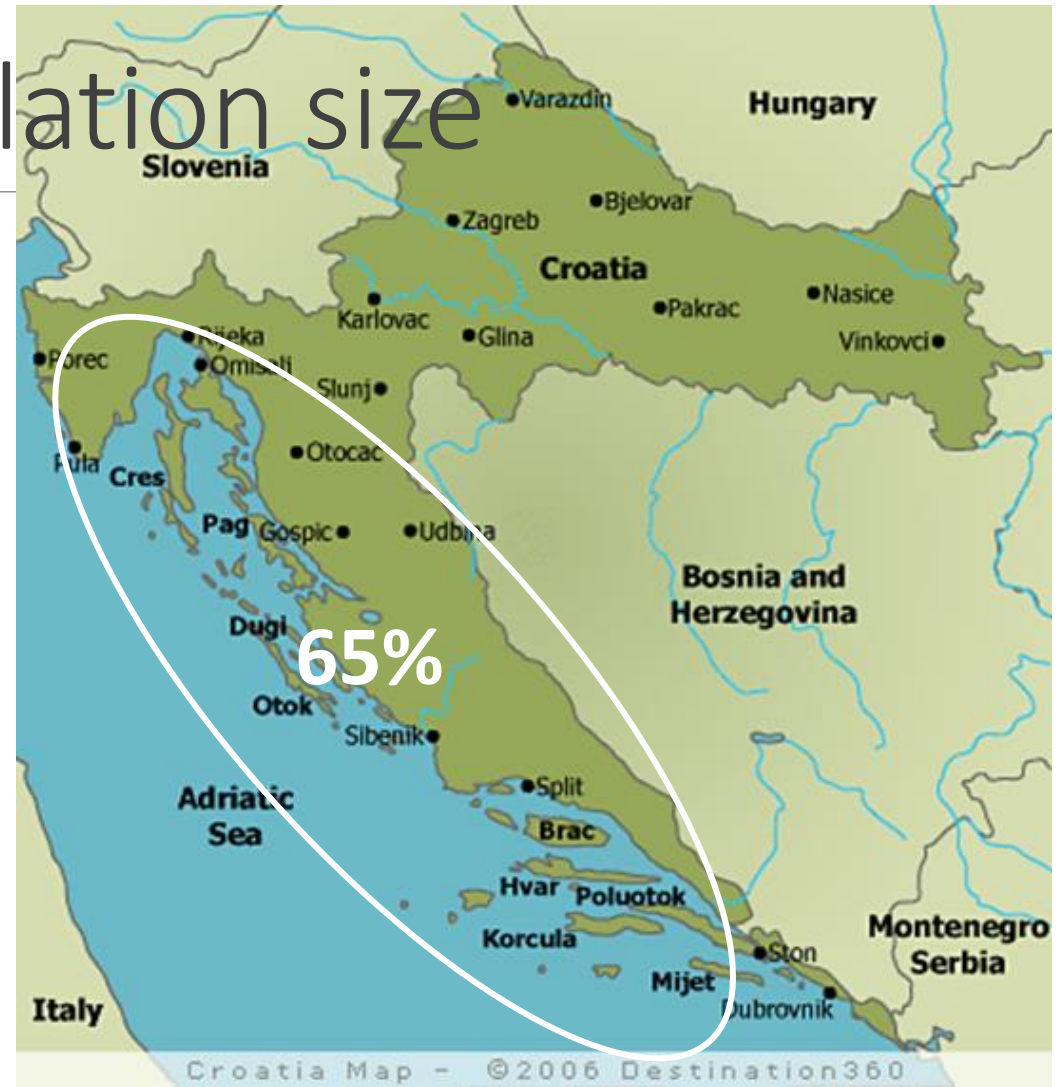 lation size
Varazdin
Hungary
Slovenia
Bjelovar
Zagreb
Croatia
Nasice
Pakrac
Karlovac
Glina
Vinkovci
Rijeka
Porec
Omisalj
Slunj
Otocac
Pula
Cres
Pag
Gospic
Udbina
Bosnia and
Herzegovina
Dugi
65%
Otok
Sibenik
Split
Adriatic
Sea
Brac
Hvar
Poluotok
Korcula
Montenegro
Serbia
Ston
Mijet
Dubrovnik
Italy
Croatia Map - ©2006 Destination360